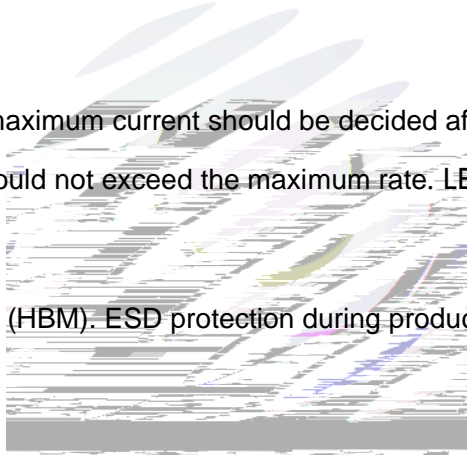 maximum current should be decided af
ould not exceed the maximum rate. LE
(HBM). ESD protection during produc